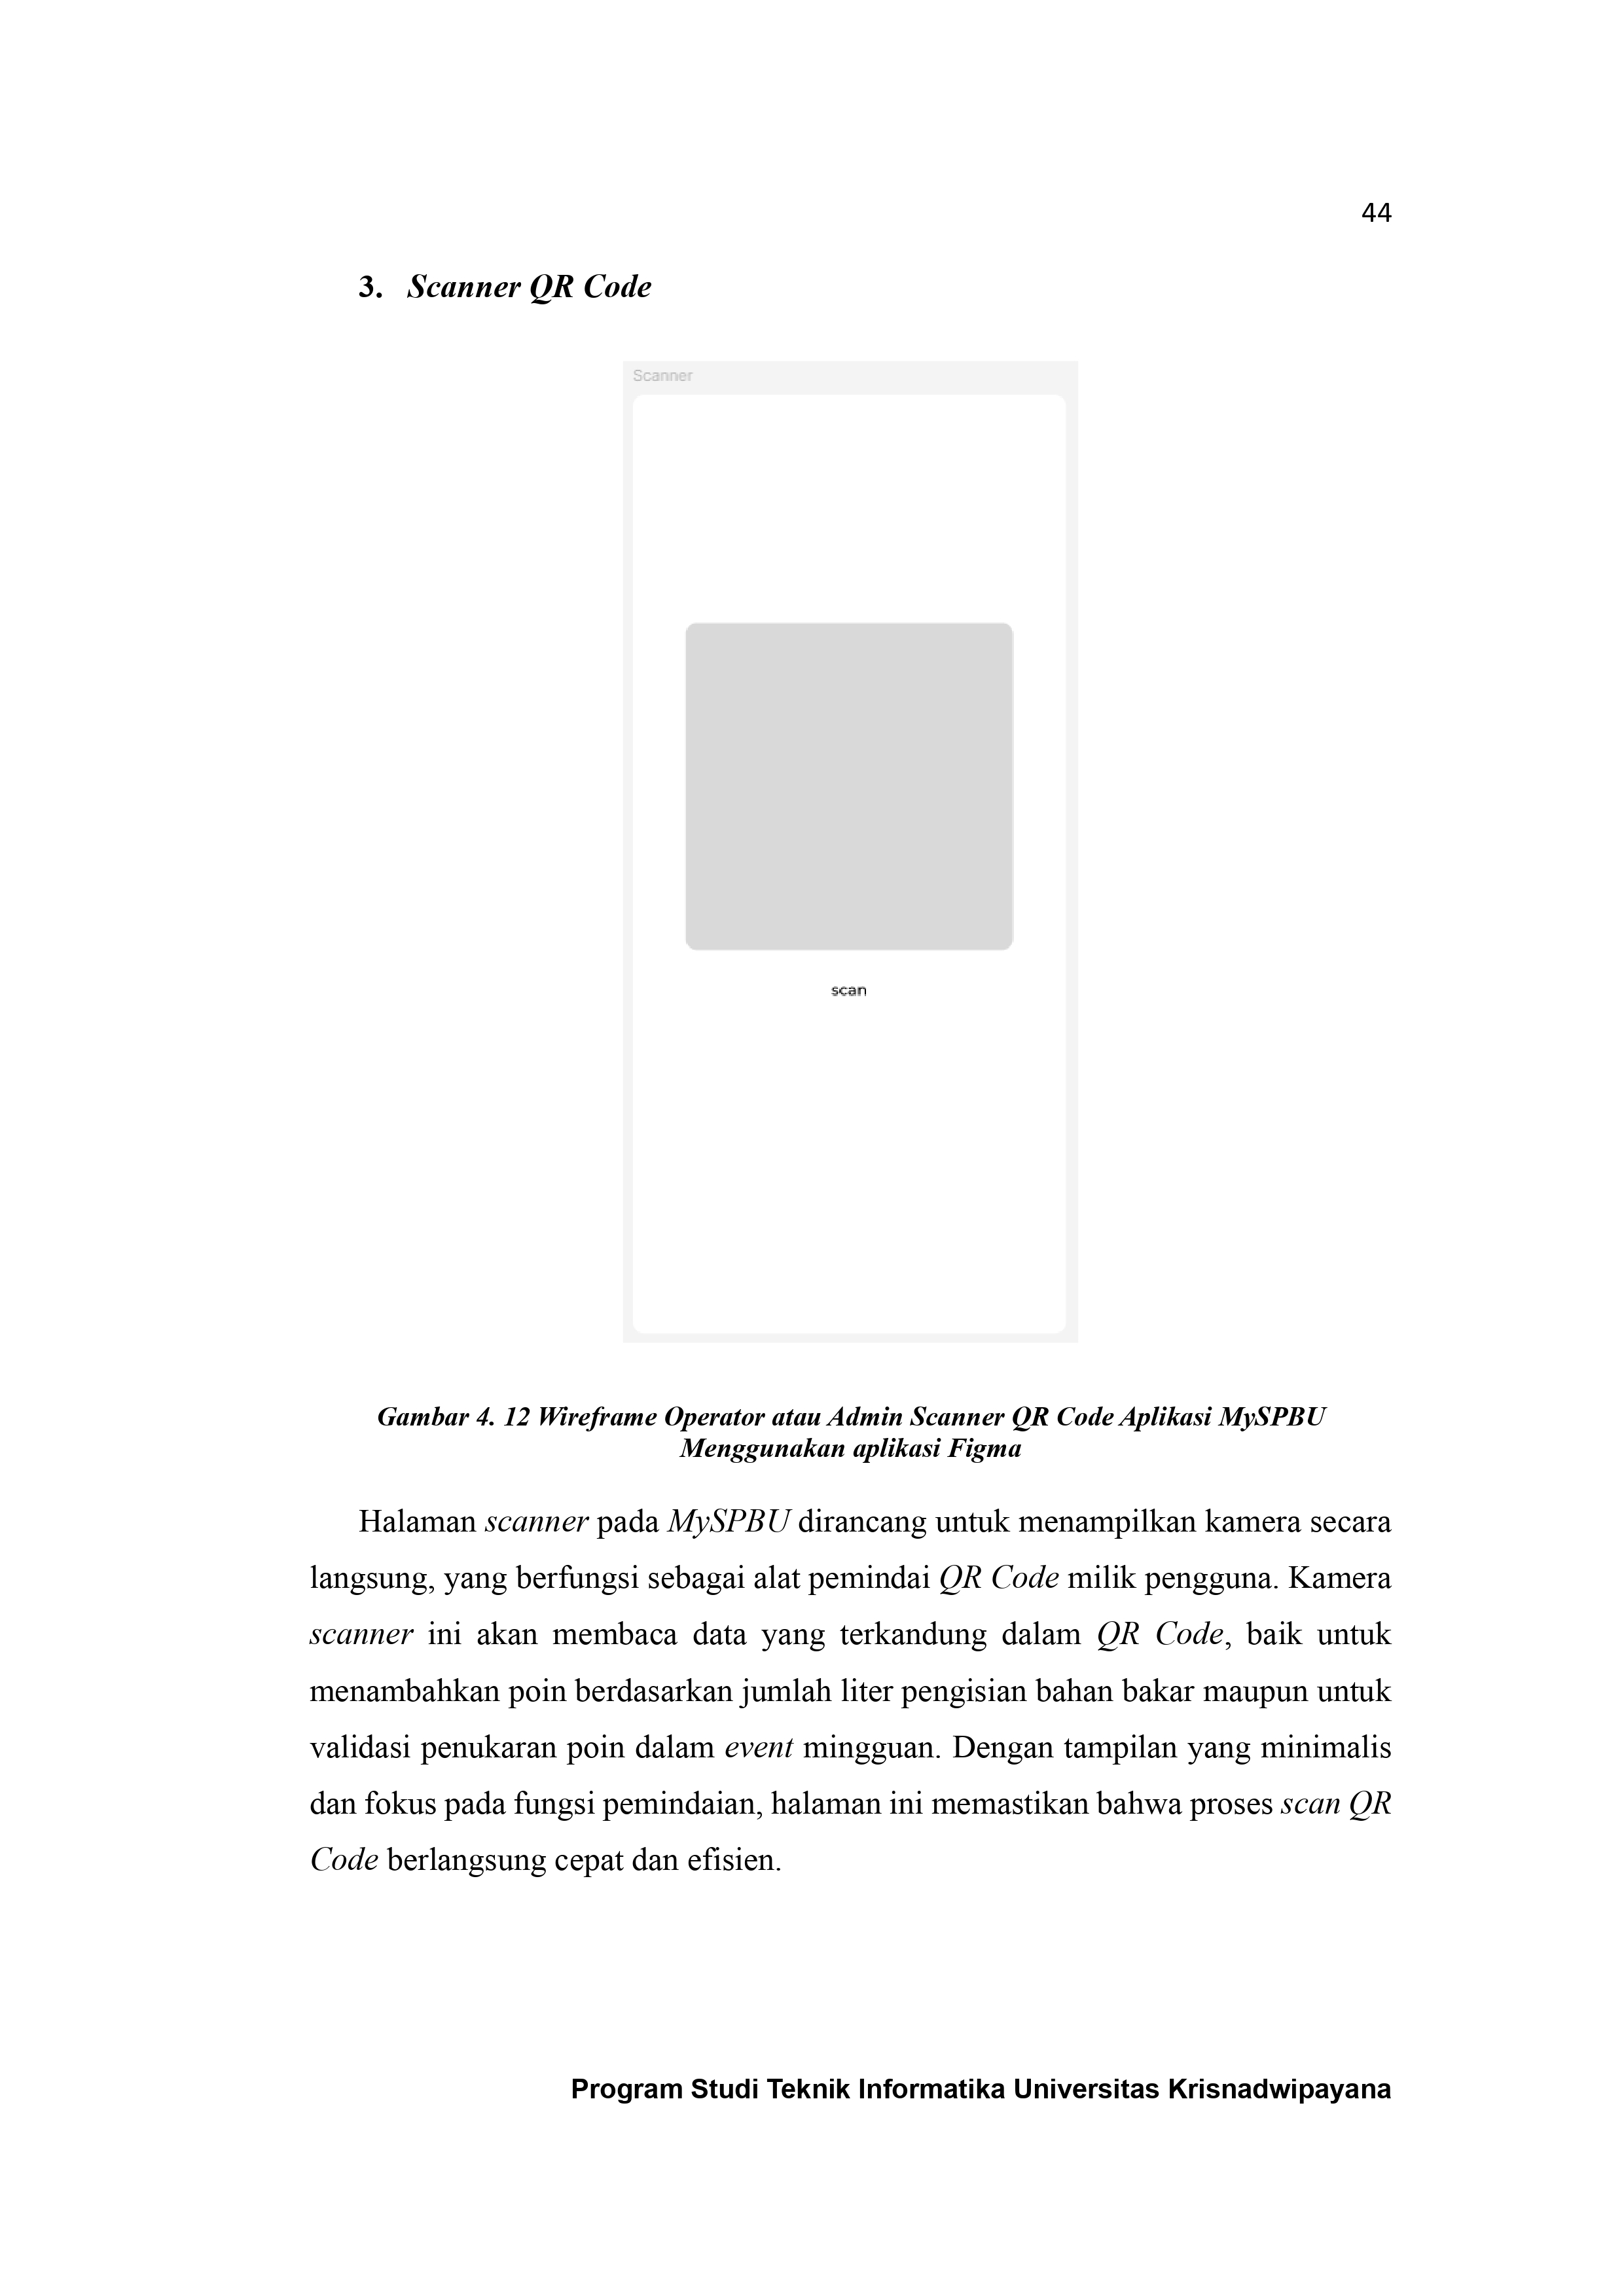 44
3. Scanner QR Code
Scanner
scan
Gambar 4. 12 Wireframe Operator atau Admin Scanner QR Code Aplikasi MySPBU
Menggunakan aplikasi Figma
Halaman scanner pada MySPBU dirancang untuk menampilkan kamera secara
langsung, yang berfungsi sebagai alat pemindai QR Code milik pengguna. Kamera
scanner ini akan membaca data yang terkandung dalam QR Code, baik untuk
menambahkan poin berdasarkan jumlah liter pengisian bahan bakar maupun untuk
validasi penukaran poin dalam event mingguan. Dengan tampilan yang minimalis
dan fokus pada fungsi pemindaian, halaman ini memastikan bahwa proses scan QR
Code berlangsung cepat dan efisien.
Program Studi Teknik Informatika Universitas Krisnadwipayana